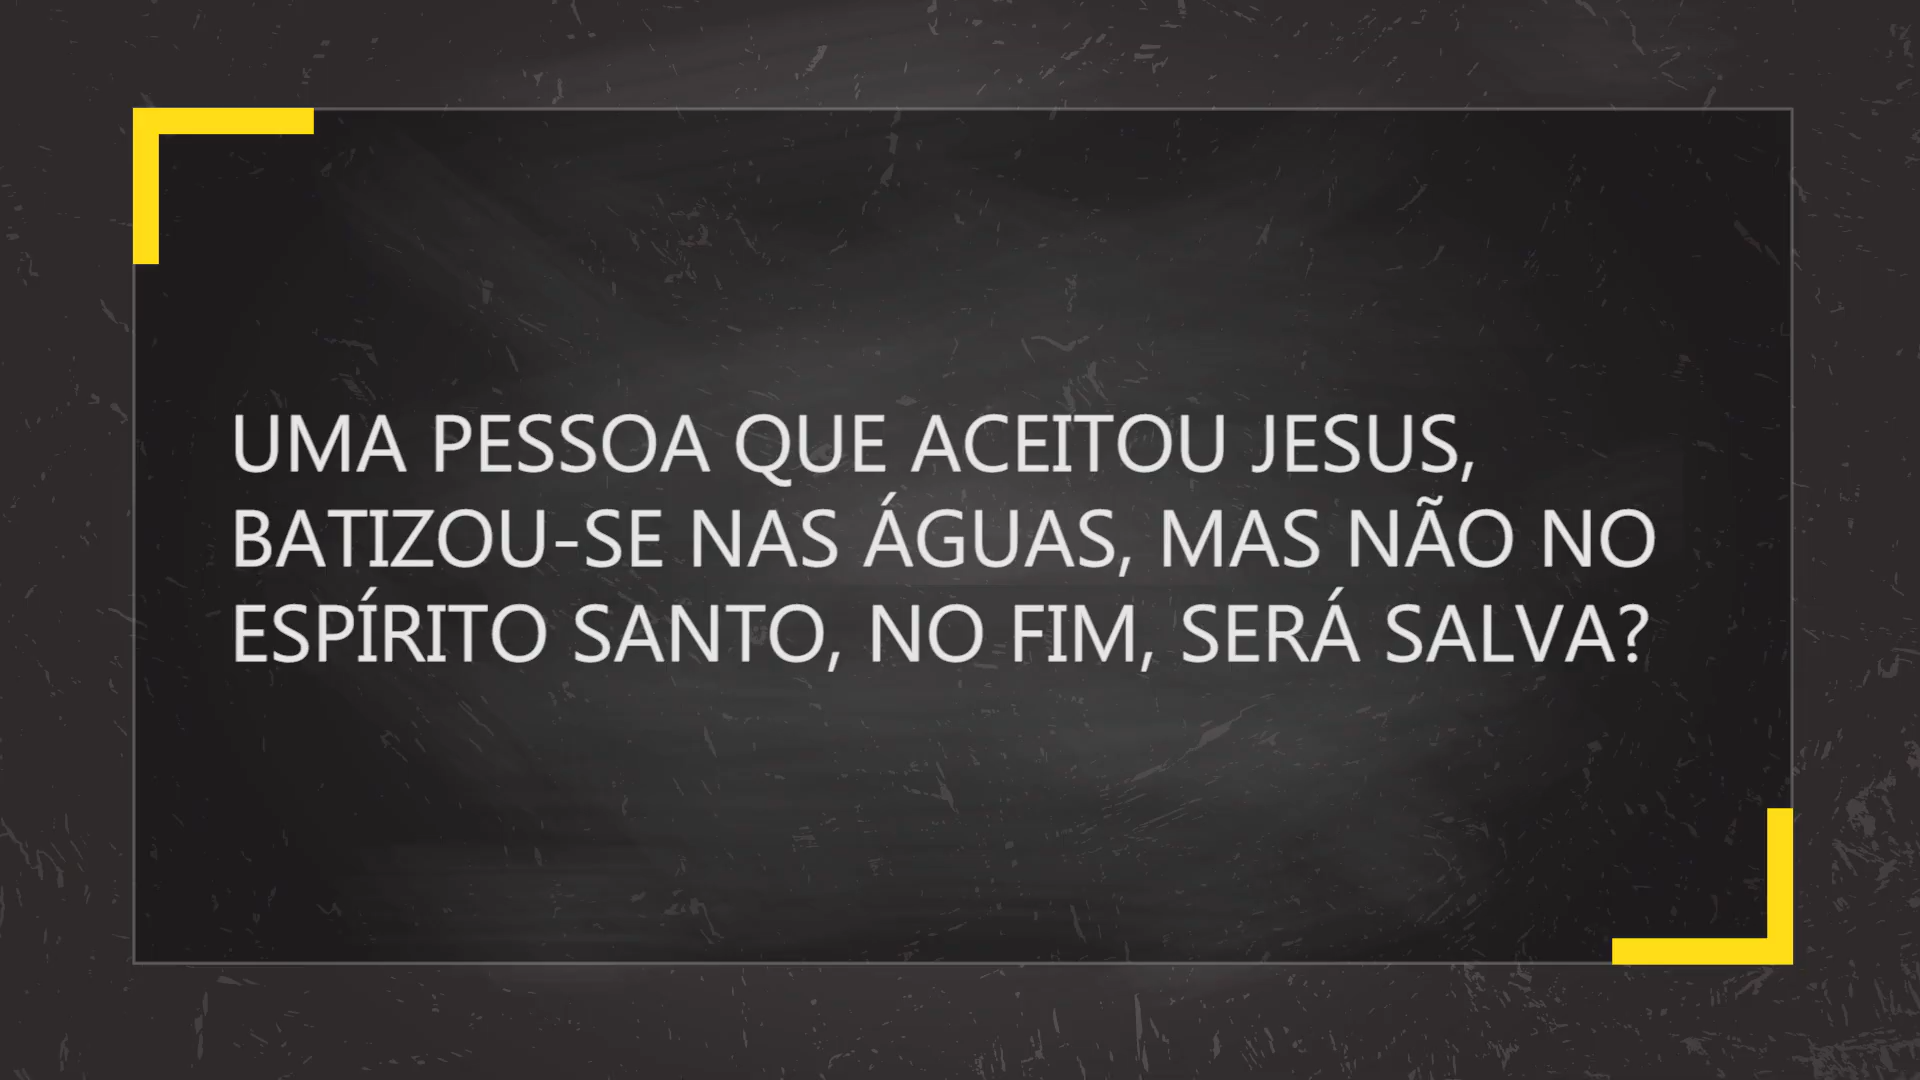 UMA PESSOA QUE ACEITOU JESUS,
BATIZOU-SE NAS ÁGUAS, MAS NÃO NO
ESPÍRITO SANTO, NO FIM, SERÁ SALVA?